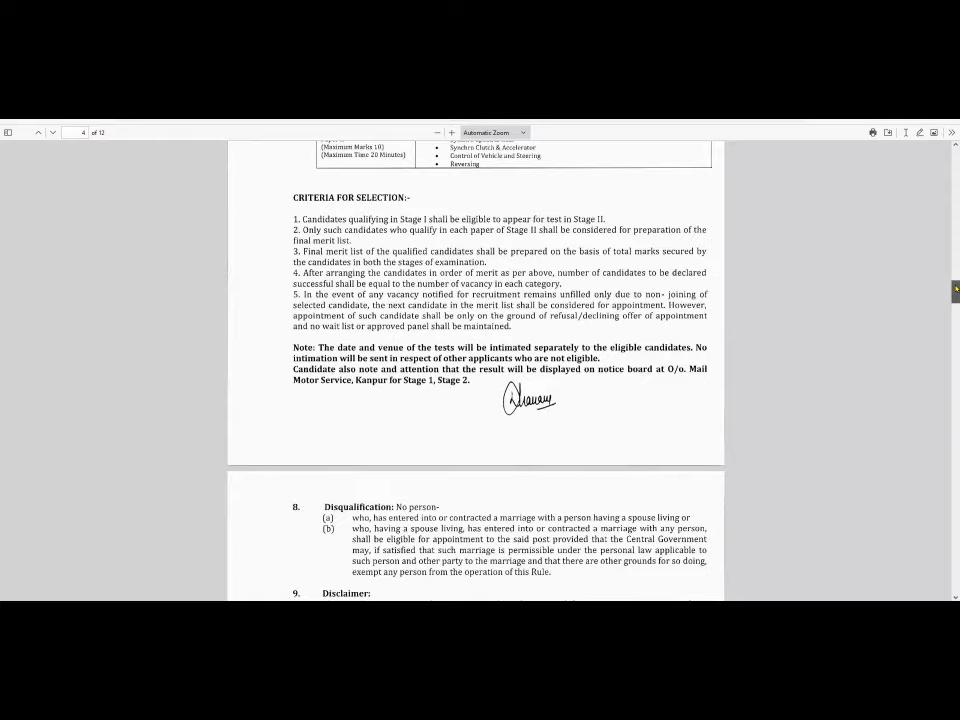 4 of 12
Automatic Zoom
(Maximum Marks 10)
(Maximum Time 20 Minutes)
• Synchro Clutch & Accelerator
• Control of Vehicle and Steering
• Reversing
CRITERIA FOR SELECTION:-
1. Candidates qualifying in Stage I shall be eligible to appear for test in Stage II.
2. Only such candidates who qualify in each paper of Stage II shall be considered for preparation of the
final merit list.
3. Final merit list of the qualified candidates shall be prepared on the basis of total marks secured by
the candidates in both the stages of examination.
4. After arranging the candidates in order of merit as per above, number of candidates to be declared
successful shall be equal to the number of vacancy in each category.
5. In the event of any vacancy notified for recruitment remains unfilled only due to non- joining of
selected candidate, the next candidate in the merit list shall be considered for appointment. However,
appointment of such candidate shall be only on the ground of refusal/declining offer of appointment
and no wait list or approved panel shall be maintained.
Note: The date and venue of the tests will be intimated separately to the eligible candidates. No
intimation will be sent in respect of other applicants who are not eligible.
Candidate also note and attention that the result will be displayed on notice board at O/o. Mail
Motor Service, Kanpur for Stage 1, Stage 2.
8. Disqualification: No person-
(a) who, has entered into or contracted a marriage with a person having a spouse living or
(b) who, having a spouse living, has entered into or contracted a marriage with any person,
shall be eligible for appointment to the said post provided that the Central Government
may, if satisfied that such marriage is permissible under the personal law applicable to
such person and other party to the marriage and that there are other grounds for so doing,
exempt any person from the operation of this Rule.
9. Disclaimer: